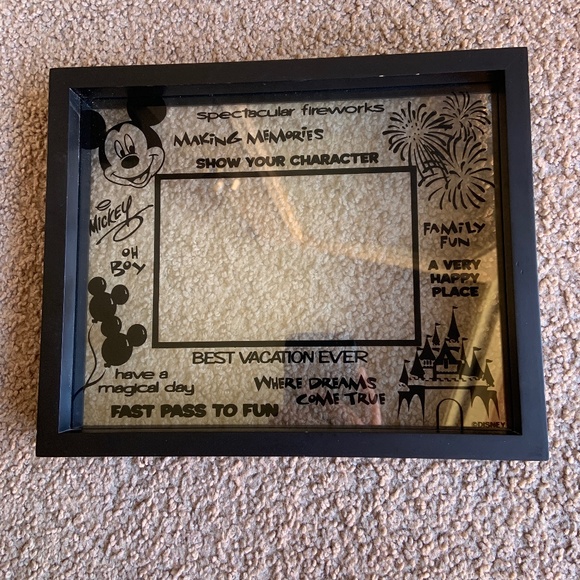 spectacular fireworks
MAKING MEMORIES
SHOW YOUR CHARACTER
MICKEY
OH
BOY
FAMILY
FUN
A VERY
HAPPY
PLACE
BEST VACATION EVER
have a
magical day
WHERE DREAMS
COME TRUE
FAST PASS TO FUN
©DISNEY